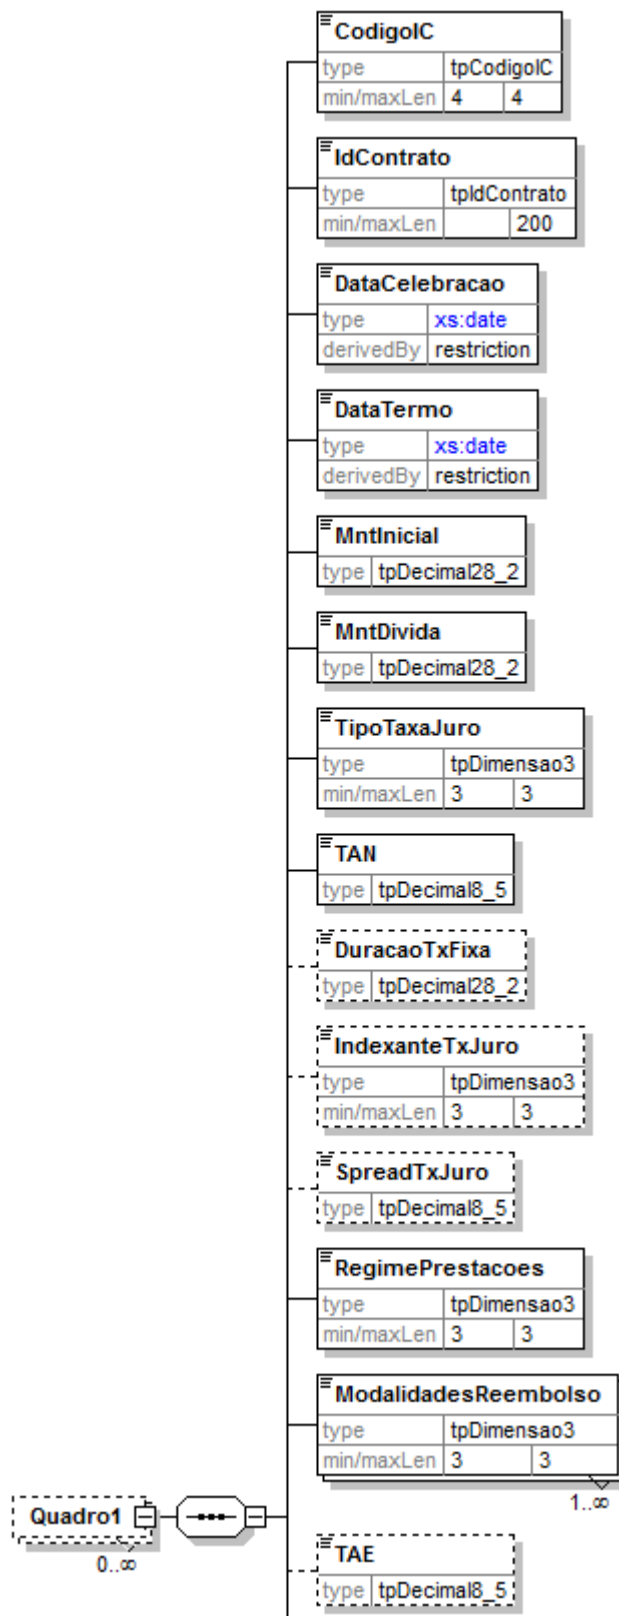 CodigoIC
type tpCodigoIC
min/maxLen 4 4
IdContrato
type tpIdContrato
min/maxLen 200
DataCelebracao
type xs:date
derivedBy restriction
DataTermo
type xs:date
derivedBy restriction
MntInicial
type tpDecimal28_2
MntDivida
type tpDecimal28_2
TipoTaxaJuro
type tpDimensao3
min/maxLen 3 3
TAN
type tpDecimal8_5
DuracaoTxFixa
type tpDecimal28_2
IndexanteTxJuro
type tpDimensao3
min/maxLen 3 3
SpreadTxJuro
type tpDecimal8_5
RegimePrestacoes
type tpDimensao3
min/maxLen 3 3
ModalidadesReembolso
type tpDimensao3
min/maxLen 3 3
1..∞
Quadro1
0..∞
TAE
type tpDecimal8_5